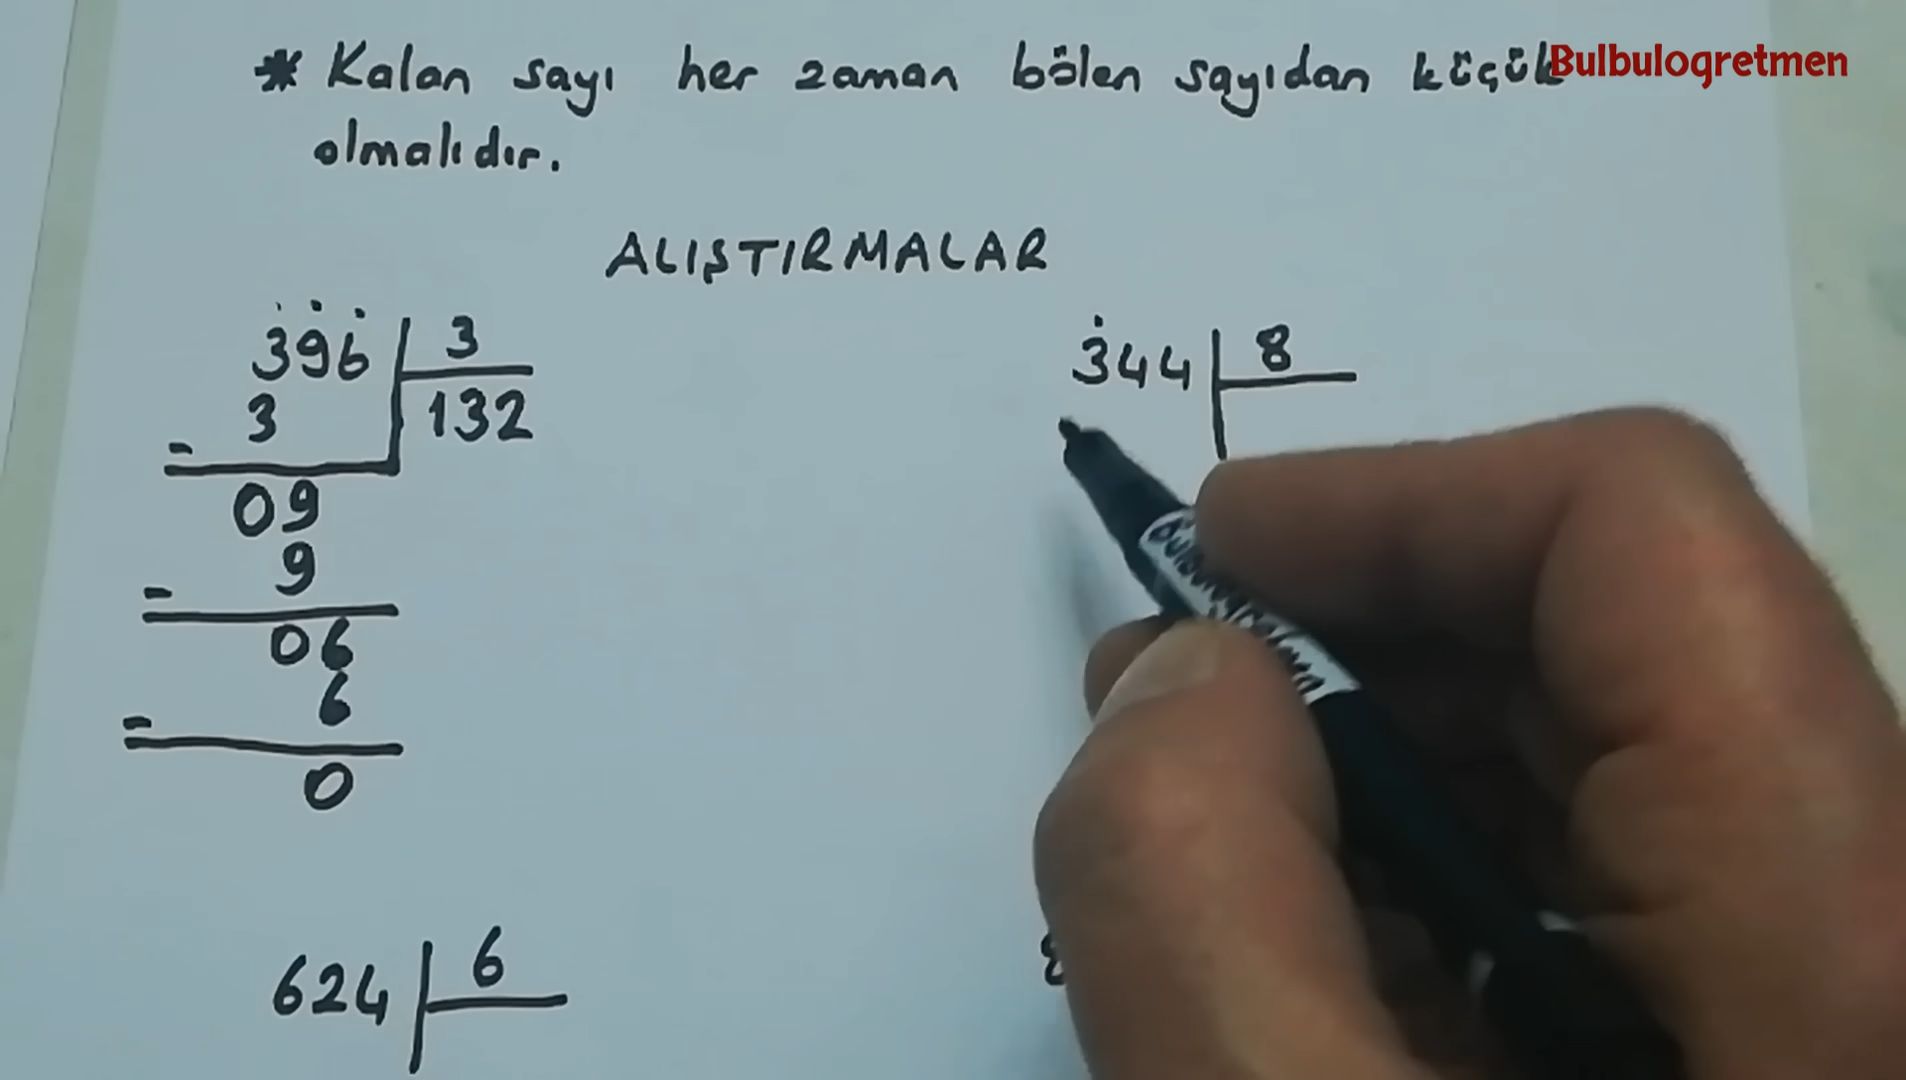 * Kalan sayı her zaman bölen sayıdan küçük
olmalıdır.
Bulbulogretmen
ALIŞTIRMALAR
396 3
3 132
-
09
- 9
06
- 6
0
344 8
Bulbulogretmen
624 6